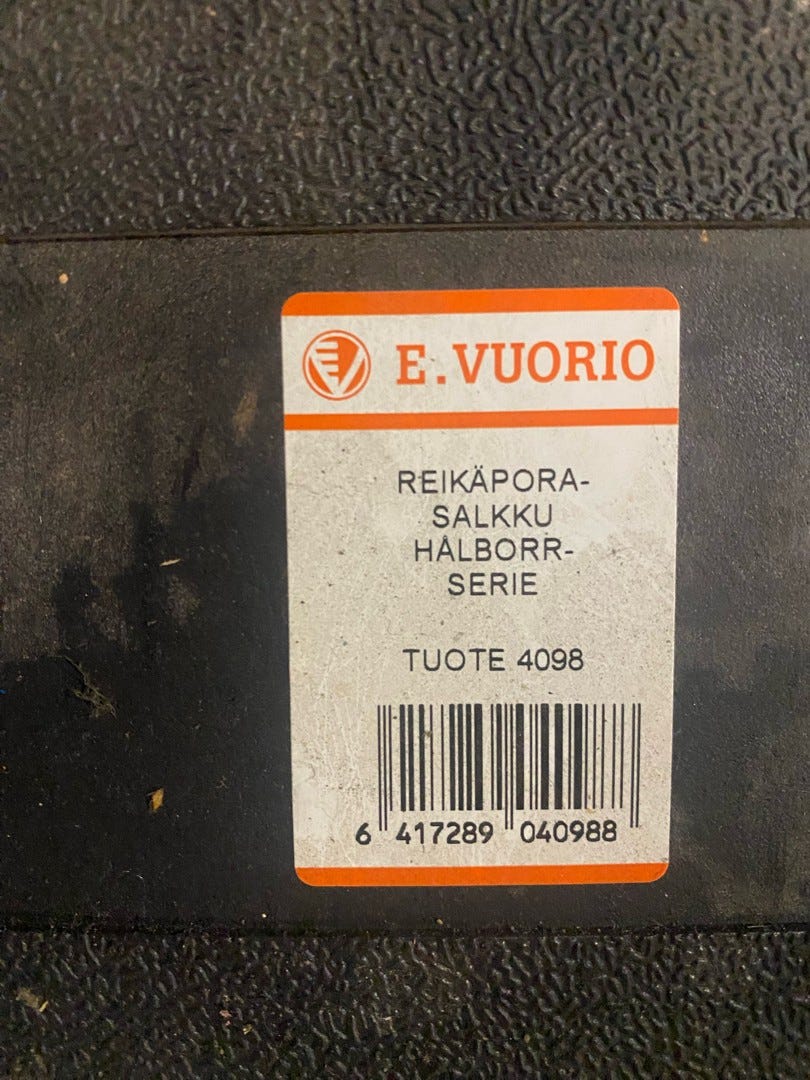 E.VUORIO
REIKÄPORA-
SALKKU
HÅLBORR-
SERIE
TUOTE 4098
6 417289 040988